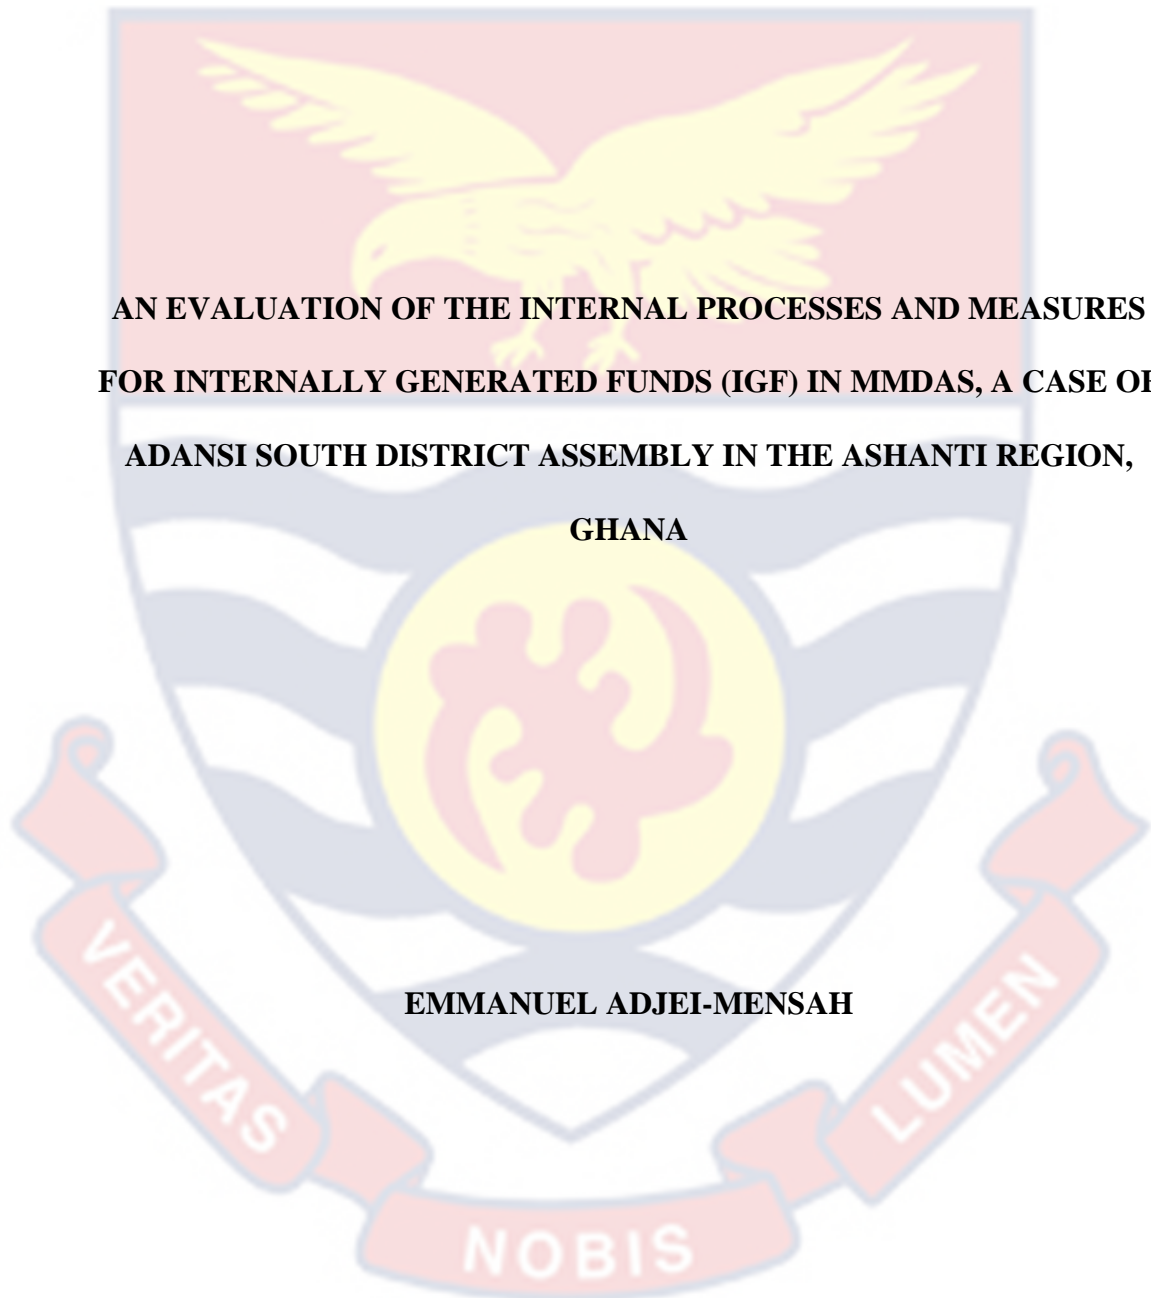 AN EVALUATION OF THE INTERNAL PROCESSES AND MEASURES
FOR INTERNALLY GENERATED FUNDS (IGF) IN MMDAS, A CASE OF
ADANSI SOUTH DISTRICT ASSEMBLY IN THE ASHANTI REGION,
GHANA
EMMANUEL ADJEI-MENSAH
VERITAS
NOBIS
LUMEN